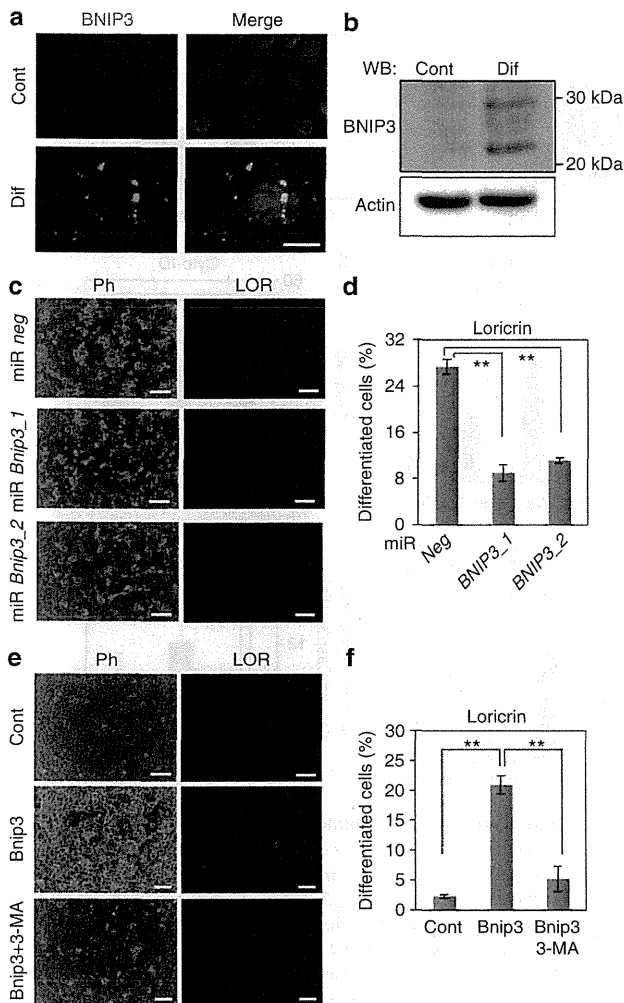 a
BNIP3
Merge
Cont
Dif
b
WB:
Cont
Dif
BNIP3
30 kDa
20 kDa
Actin
c
Ph
LOR
miR neg
miR Bnip3_1
miR Bnip3_2
d
Loricrin
Differentiated cells (%)
32
24
16
8
0
**
**
miR
Neg
BNIP3_1
BNIP3_2
e
Ph
LOR
Cont
Bnip3
Bnip3+3-MA
f
Loricrin
Differentiated cells (%)
30
25
20
15
10
5
0
**
**
Cont
Bnip3
Bnip3
3-MA